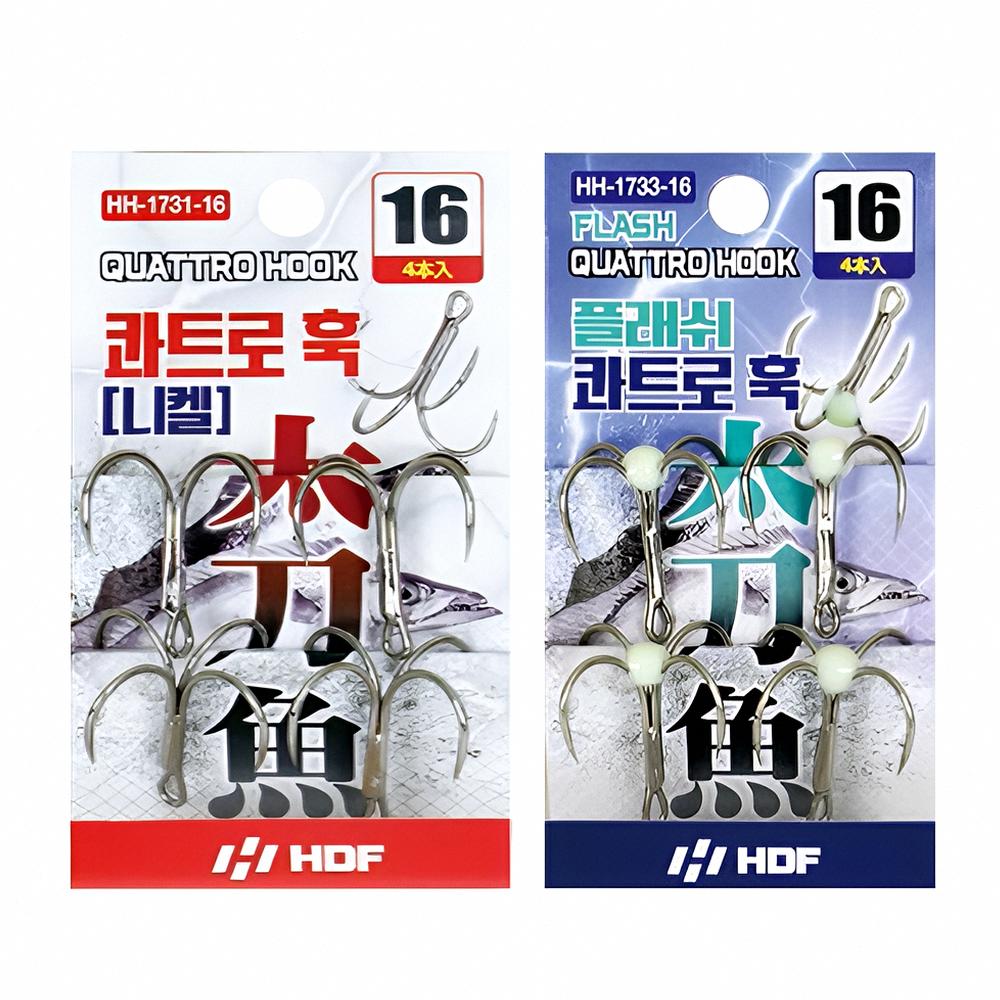 HH-1731-16
16
4本入
QUATTRO HOOK
콰트로 훅
[니켈]
太刀魚
HDF
HH-1733-16
16
4本入
FLASH
QUATTRO HOOK
플래쉬
콰트로 훅
太刀魚
HDF